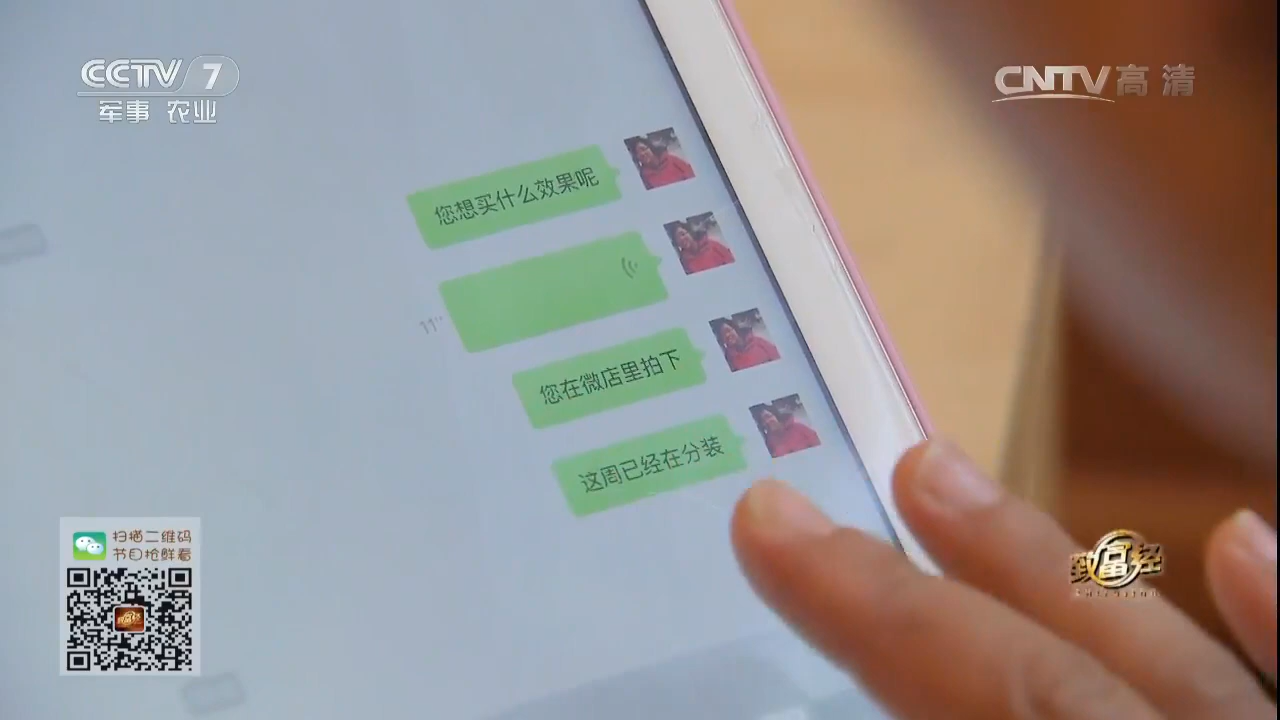 CCTV 7
军事 农业
CNTV高清
您想买什么效果呢
11"
您在微店里拍下
这周已经在分装
扫描二维码
节目抢鲜看
致富经